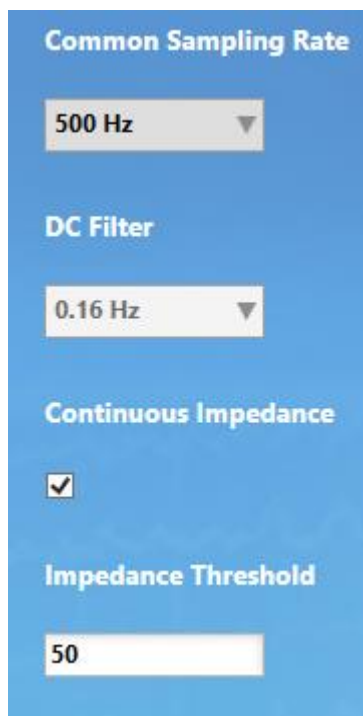 Common Sampling Rate
500 Hz
DC Filter
0.16 Hz
Continuous Impedance
Impedance Threshold
50